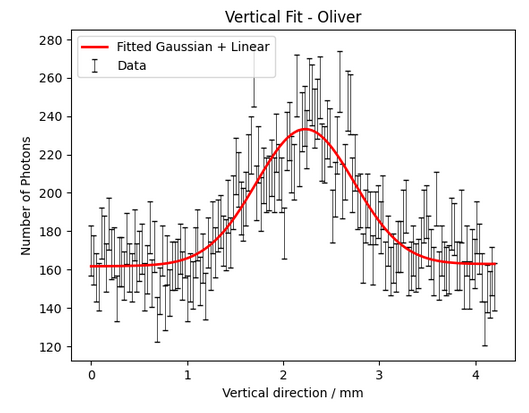 Vertical Fit - Oliver
Fitted Gaussian + Linear
Data
280
260
240
220
200
180
160
140
120
Number of Photons
0 1 2 3 4
Vertical direction / mm